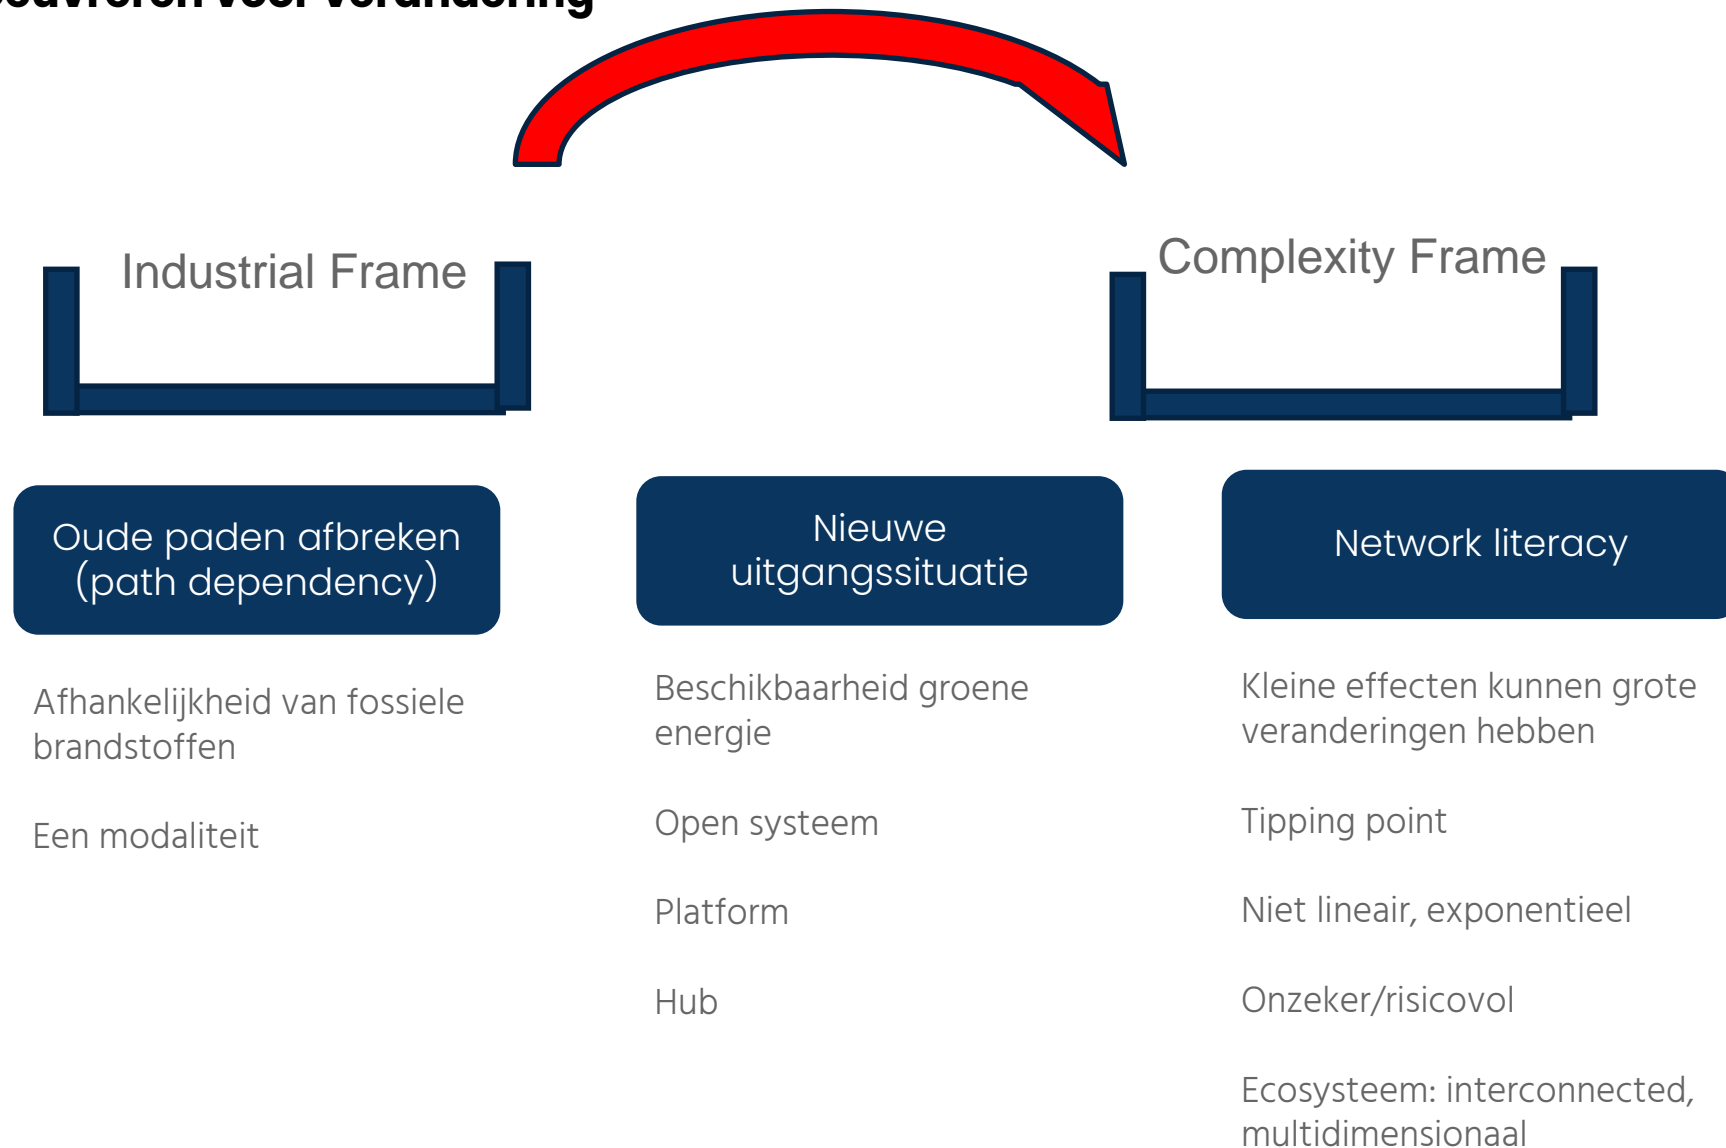 voor verandering
Industrial Frame
Complexity Frame
Oude paden afbreken
(path dependency)
Afhankelijkheid van fossiele
brandstoffen
Een modaliteit
Nieuwe
uitgangssituatie
Beschikbaarheid groene
energie
Open systeem
Platform
Hub
Network literacy
Kleine effecten kunnen grote
veranderingen hebben
Tipping point
Niet lineair, exponentieel
Onzeker/risicovol
Ecosysteem: interconnected,
multidimensionaal